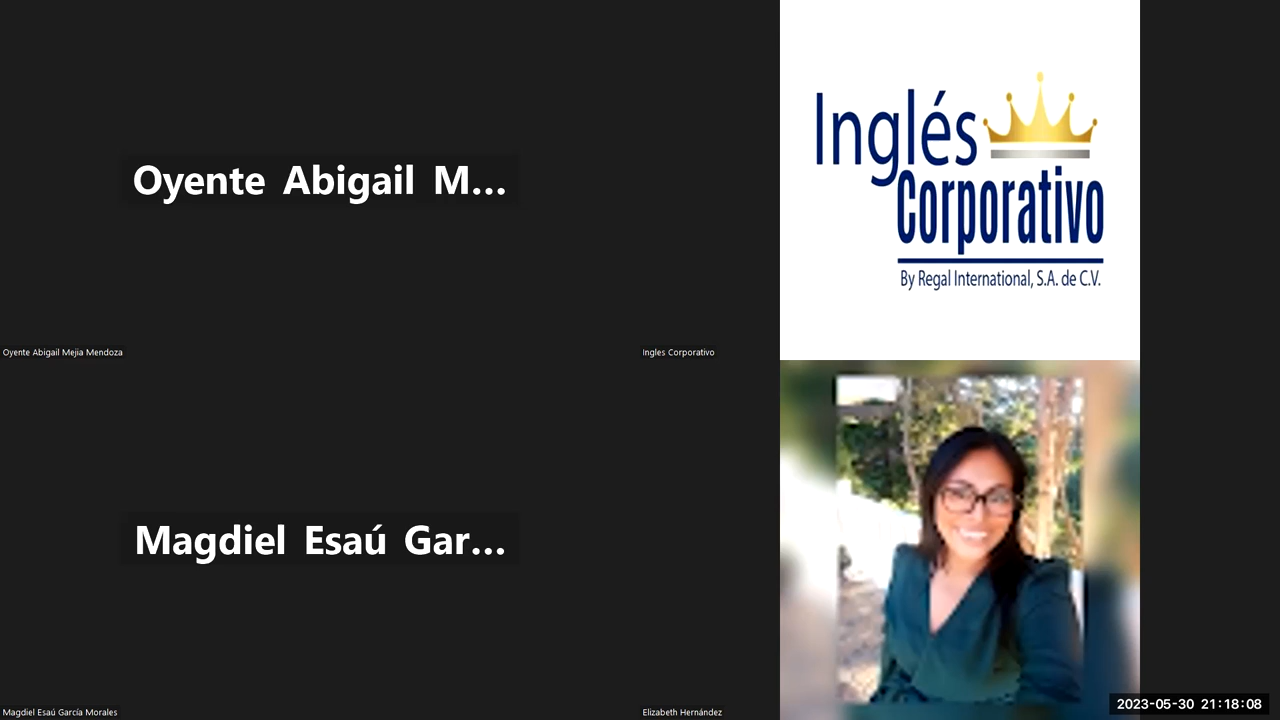 Oyente Abigail M...
Oyente Abigail Mejia Mendoza
Inglés
Corporativo
By Regal International, S.A. de C.V.
Ingles Corporativo
Magdiel Esaú Gar...
Magdiel Esaú García Morales
Elizabeth Hernández
2023-05-30 21:18:08